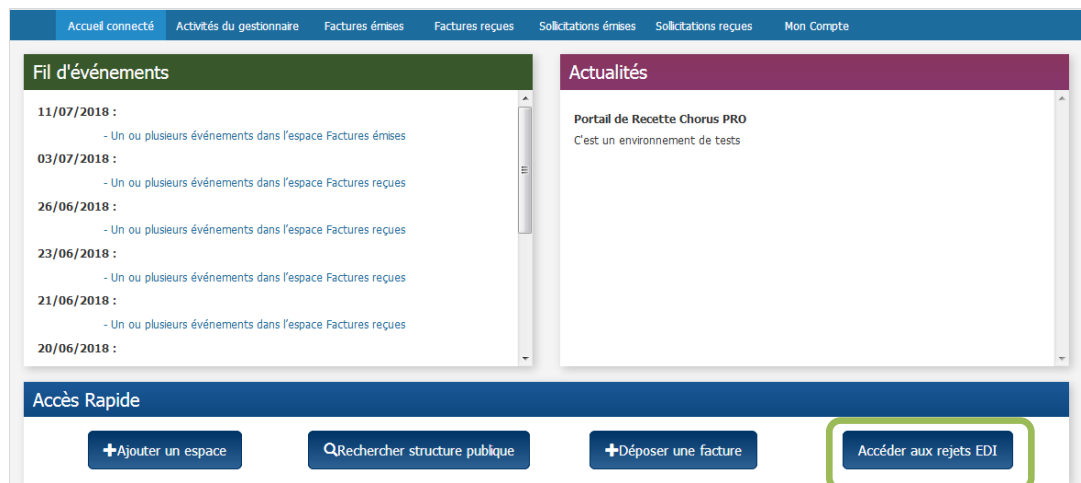 Accueil connecté Activités du gestionnaire Factures émises Factures reçues Sollicitations émises Sollicitations reçues Mon Compte
Fil d'événements
11/07/2018 :
- Un ou plusieurs événements dans l'espace Factures émises
03/07/2018 :
- Un ou plusieurs événements dans l'espace Factures reçues
26/06/2018 :
- Un ou plusieurs événements dans l'espace Factures reçues
23/06/2018 :
- Un ou plusieurs événements dans l'espace Factures reçues
21/06/2018 :
- Un ou plusieurs événements dans l'espace Factures reçues
20/06/2018 :
Actualités
Portail de Recette Chorus PRO
C'est un environnement de tests
Accès Rapide
Ajouter un espace
Rechercher structure publique
Déposer une facture
Accéder aux rejets EDI